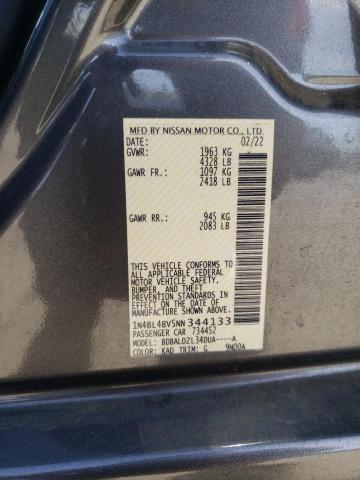 MFD BY NISSAN MOTOR CO., LTD
DATE: 02/22
GVWR: 1963 KG
4328 LB
GAWR FR.: 1097 KG
2418 LB
GAWR RR.: 945 KG
2083 LB
THIS VEHICLE CONFORMS TO
ALL APPLICABLE FEDERAL
MOTOR VEHICLE SAFETY,
BUMPER, AND THEFT
PREVENTION STANDARDS
IN EFFECT ON THE DATE OF
MANUFACTURE SHOWN ABOVE.
1N4BL4BV5NN344133
PASSENGER CAR 734452
MODEL: BDBALDZL34DUA----A
COLOR: KAD TRIM: G 9N00A